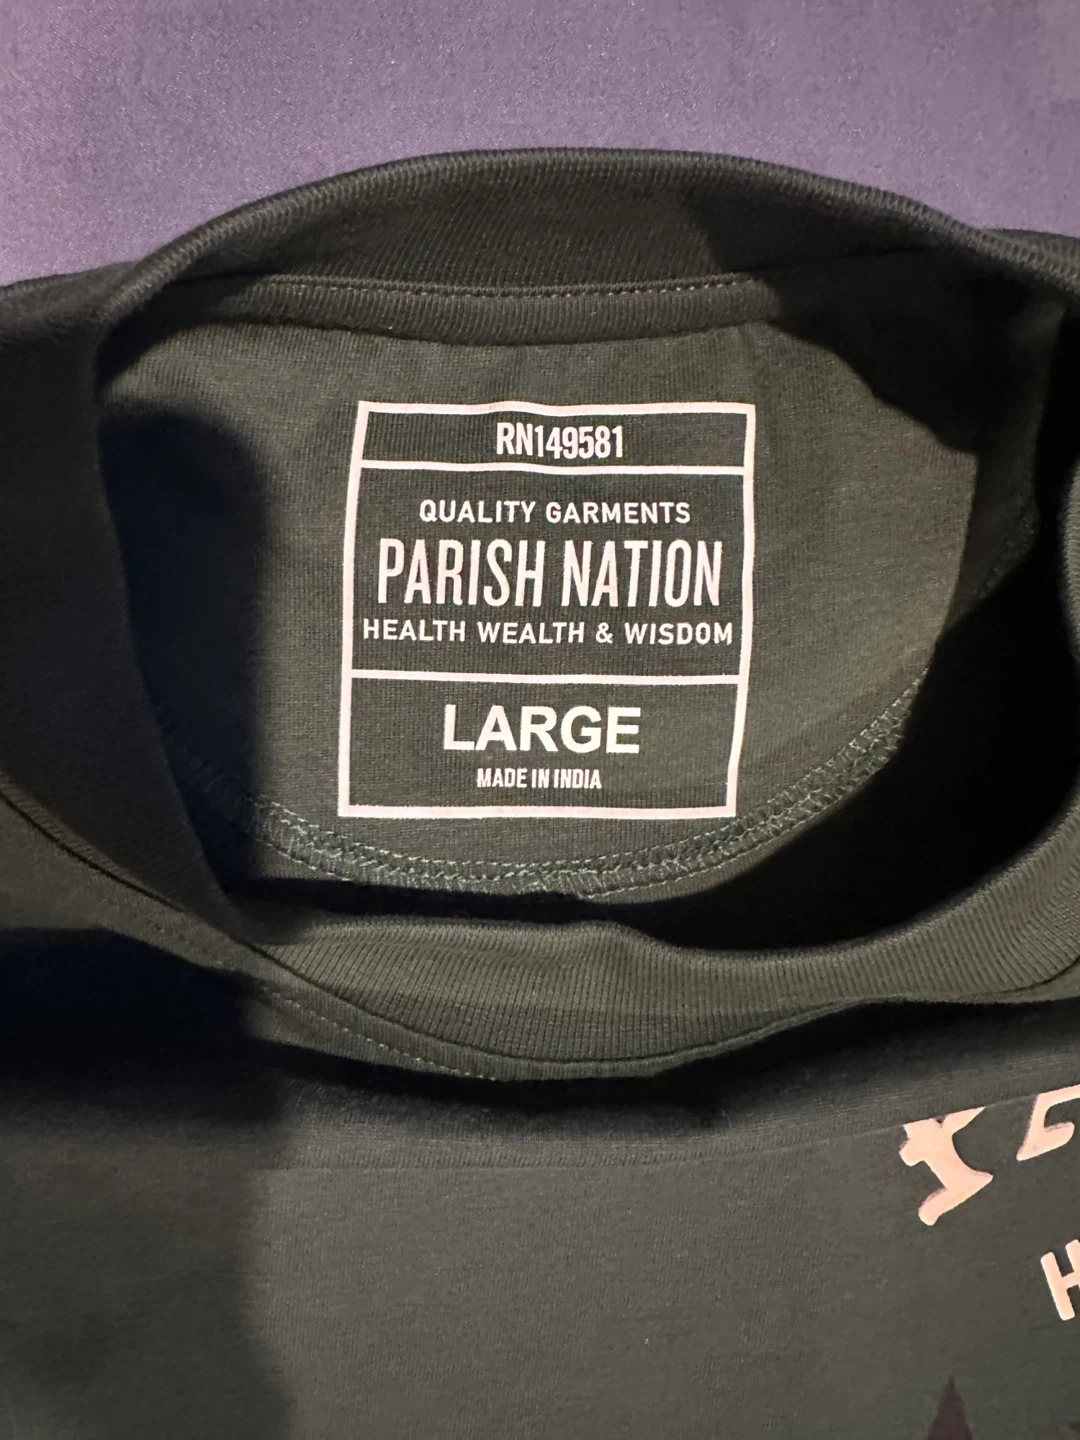 RN149581
QUALITY GARMENTS
PARISH NATION
HEALTH WEALTH & WISDOM
LARGE
MADE IN INDIA
H